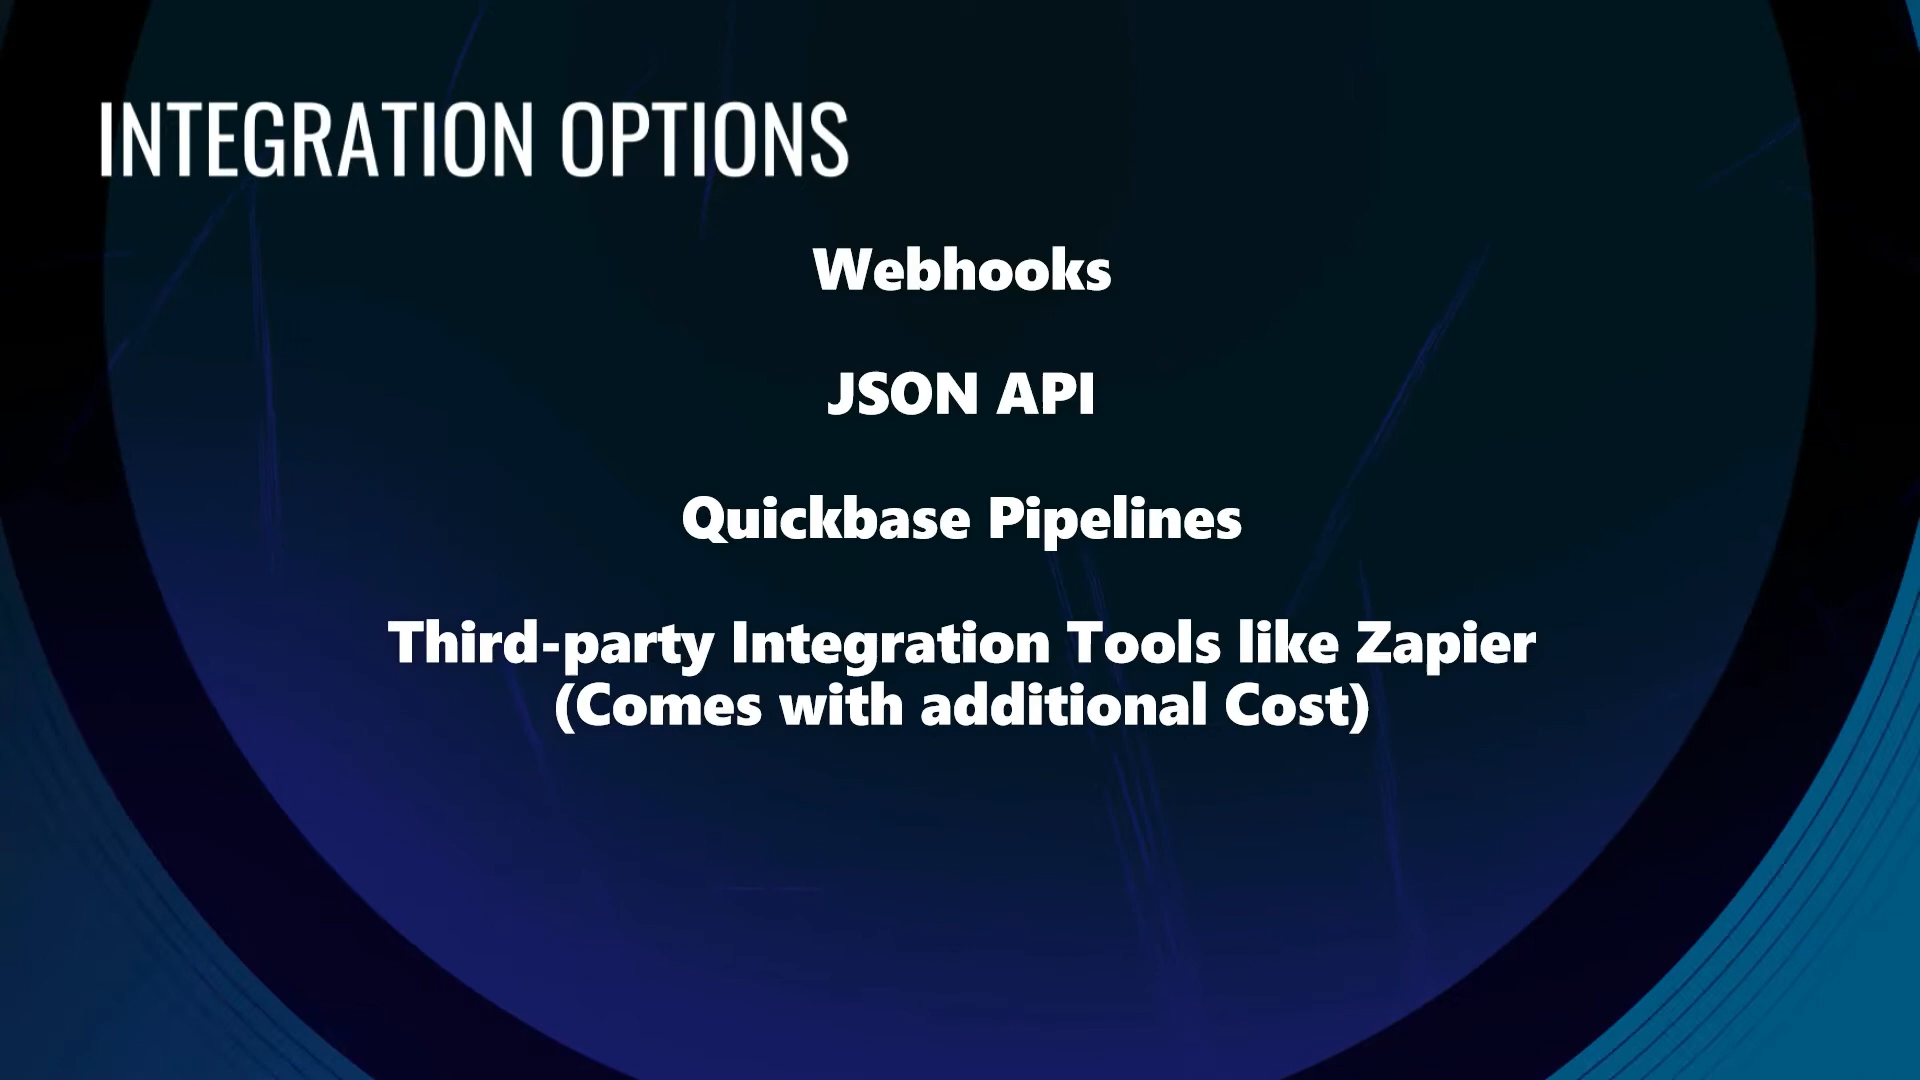 INTEGRATION OPTIONS
Webhooks
JSON API
Quickbase Pipelines
Third-party Integration Tools like Zapier
(Comes with additional Cost)